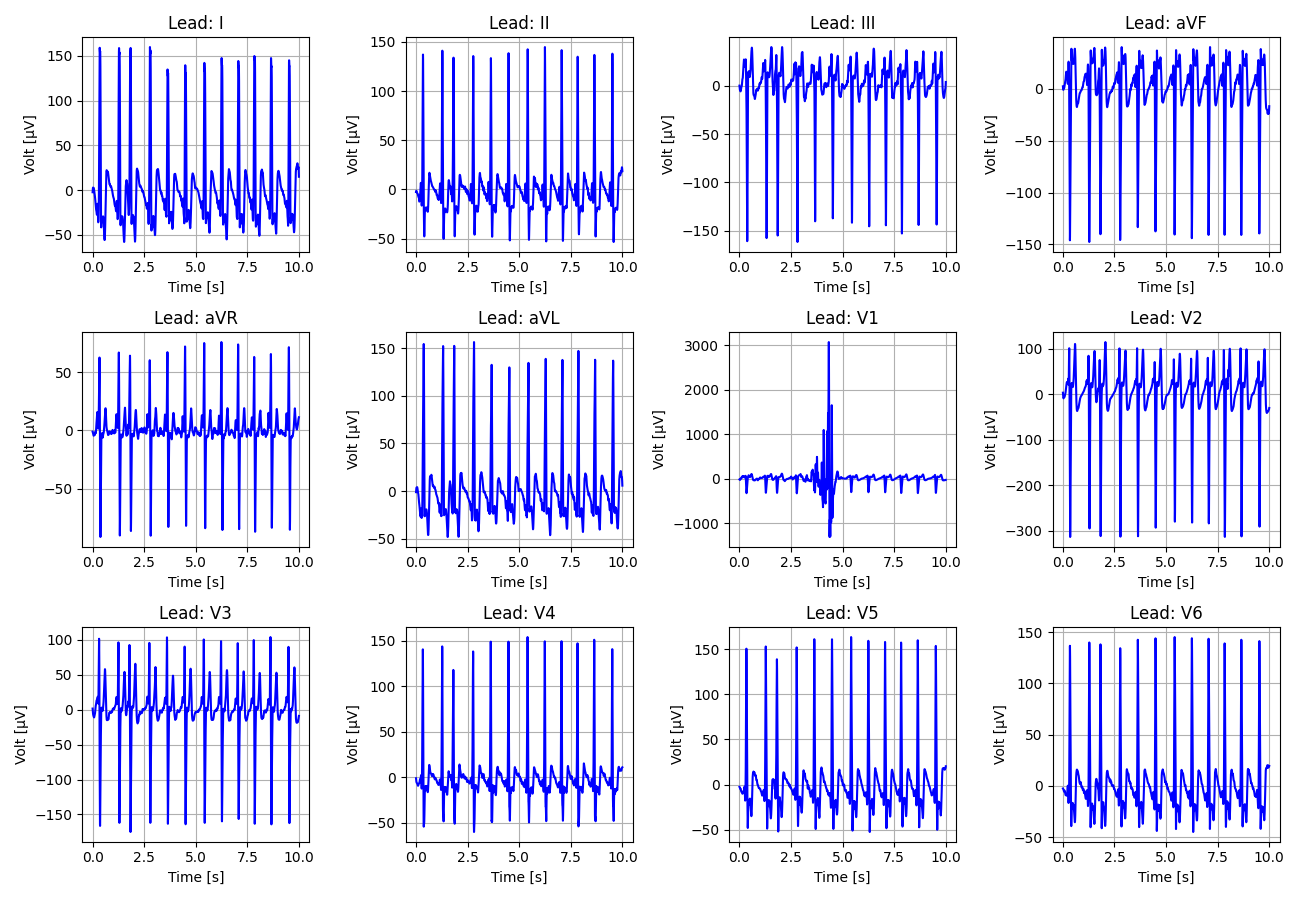 Lead: I
Lead: II
Lead: III
Lead: aVF
Volt [µV]
150
100
50
0
−50
0.0 2.5 5.0 7.5 10.0
Time [s]
Volt [µV]
150
100
50
0
−50
0.0 2.5 5.0 7.5 10.0
Time [s]
Volt [µV]
0
−50
−100
−150
0.0 2.5 5.0 7.5 10.0
Time [s]
Volt [µV]
0
−50
−100
−150
0.0 2.5 5.0 7.5 10.0
Time [s]
Lead: aVR
Lead: aVL
Lead: V1
Lead: V2
Volt [µV]
50
0
−50
0.0 2.5 5.0 7.5 10.0
Time [s]
Volt [µV]
150
100
50
0
−50
0.0 2.5 5.0 7.5 10.0
Time [s]
Volt [µV]
3000
2000
1000
0
−1000
0.0 2.5 5.0 7.5 10.0
Time [s]
Volt [µV]
100
0
−100
−200
−300
0.0 2.5 5.0 7.5 10.0
Time [s]
Lead: V3
Lead: V4
Lead: V5
Lead: V6
Volt [µV]
100
50
0
−50
−100
−150
0.0 2.5 5.0 7.5 10.0
Time [s]
Volt [µV]
150
100
50
0
−50
0.0 2.5 5.0 7.5 10.0
Time [s]
Volt [µV]
150
100
50
0
−50
0.0 2.5 5.0 7.5 10.0
Time [s]
Volt [µV]
150
100
50
0
−50
0.0 2.5 5.0 7.5 10.0
Time [s]